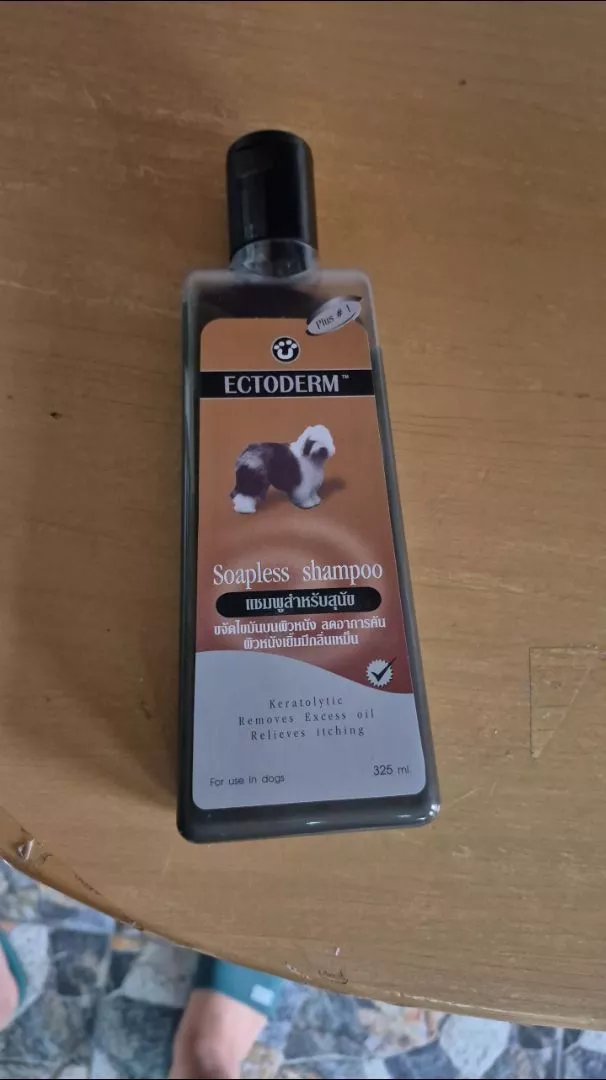 Plus # 1
ECTODERM™
Soapless shampoo
แชมพูสำหรับสุนัข
ขจัดไขมันบนผิวหนัง ลดอาการคัน
ผิวหนังเยิ้มมีกลิ่นเหม็น
Keratolytic
Removes Excess oil
Relieves itching
For use in dogs
325 ml.